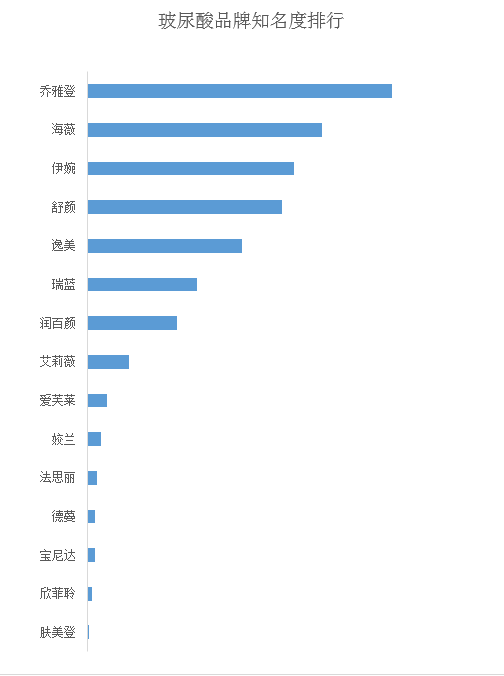 玻尿酸品牌知名度排行
乔雅登
海薇
伊婉
舒颜
逸美
瑞蓝
润百颜
艾莉薇
爱芙莱
姣兰
法思丽
德蔓
宝尼达
欣菲聆
肤美登